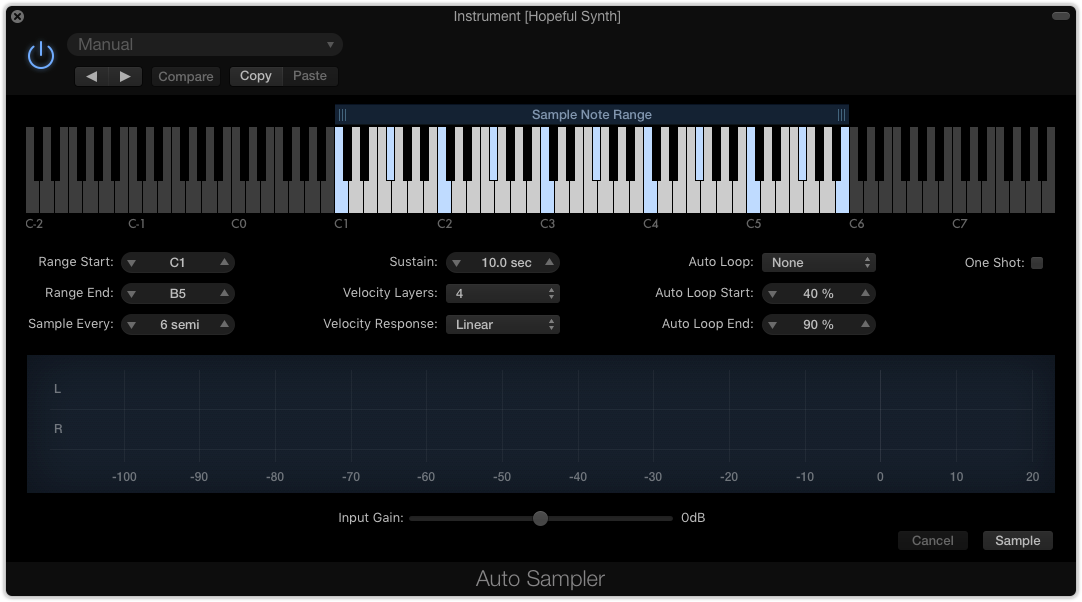 Instrument [Hopeful Synth]
Manual
Compare Copy Paste
Sample Note Range
C-2 C-1 C0 C1 C2 C3 C4 C5 C6 C7
Range Start: C1 Sustain: 10.0 sec Auto Loop: None One Shot:
Range End: B5 Velocity Layers: 4 Auto Loop Start: 40 %
Sample Every: 6 semi Velocity Response: Linear Auto Loop End: 90 %
L
R
-100 -90 -80 -70 -60 -50 -40 -30 -20 -10 0 10 20
Input Gain: 0dB
Cancel Sample
Auto Sampler